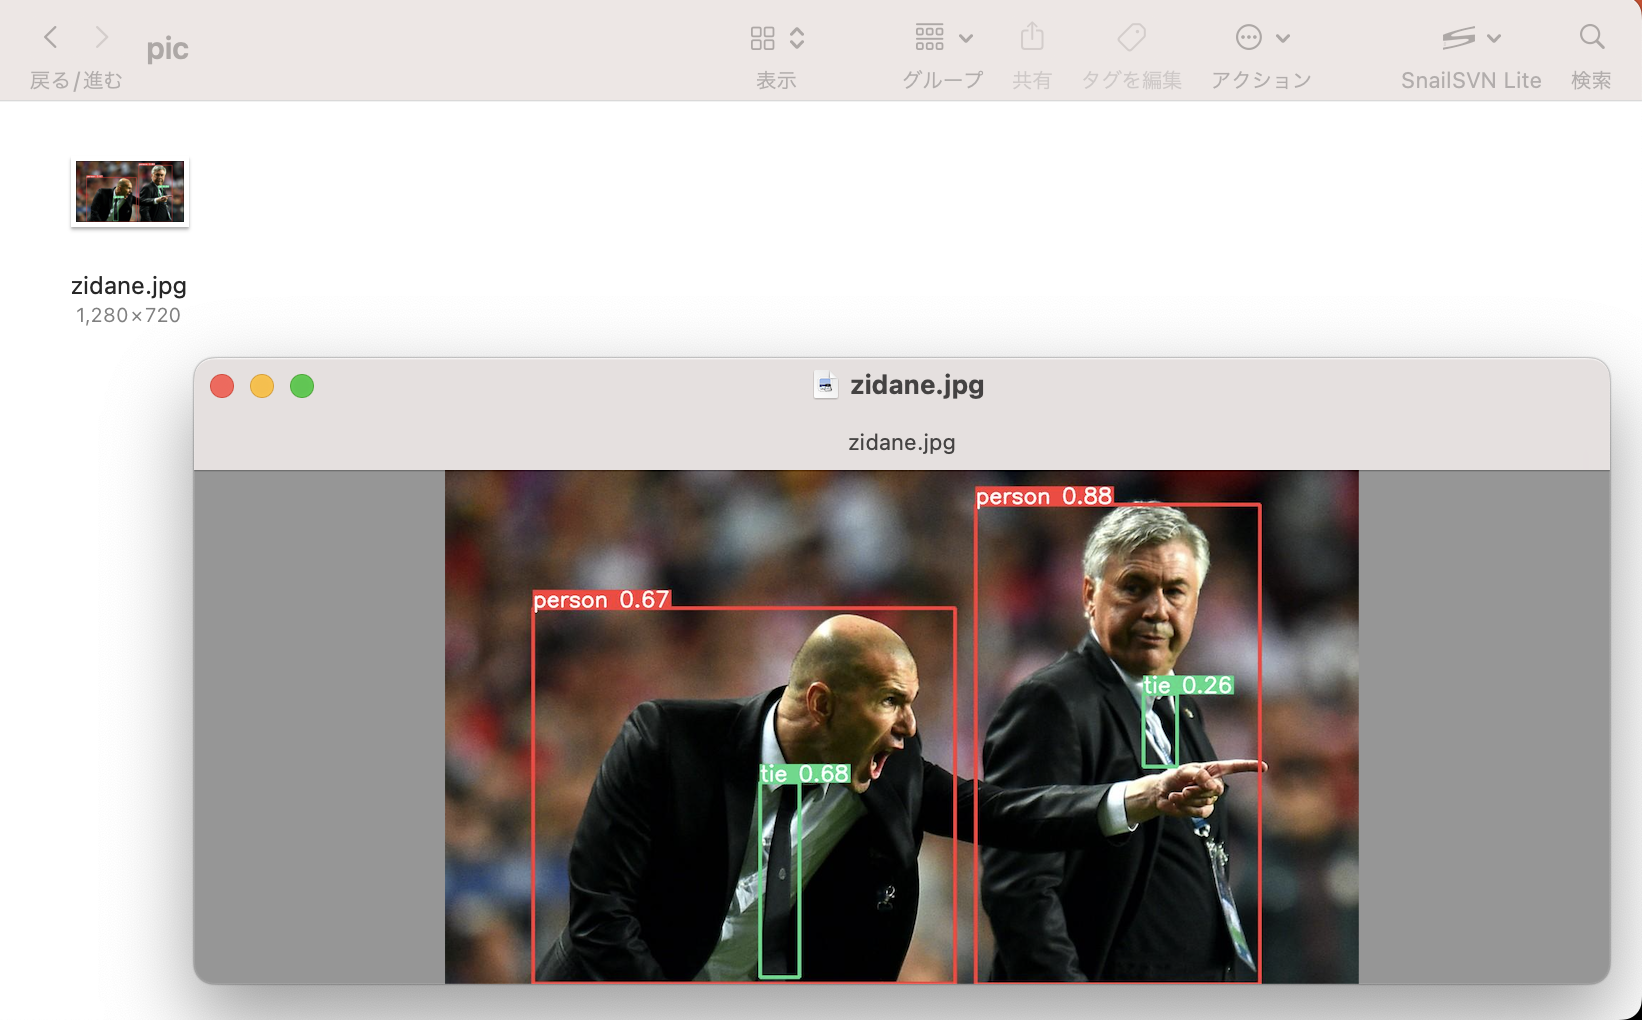 pic
戻る/進む
表示
グループ
共有
タグを編集
アクション
SnailSVN Lite
検索
zidane.jpg
1,280×720
zidane.jpg
zidane.jpg
person 0.88
person 0.67
tie 0.26
tie 0.68